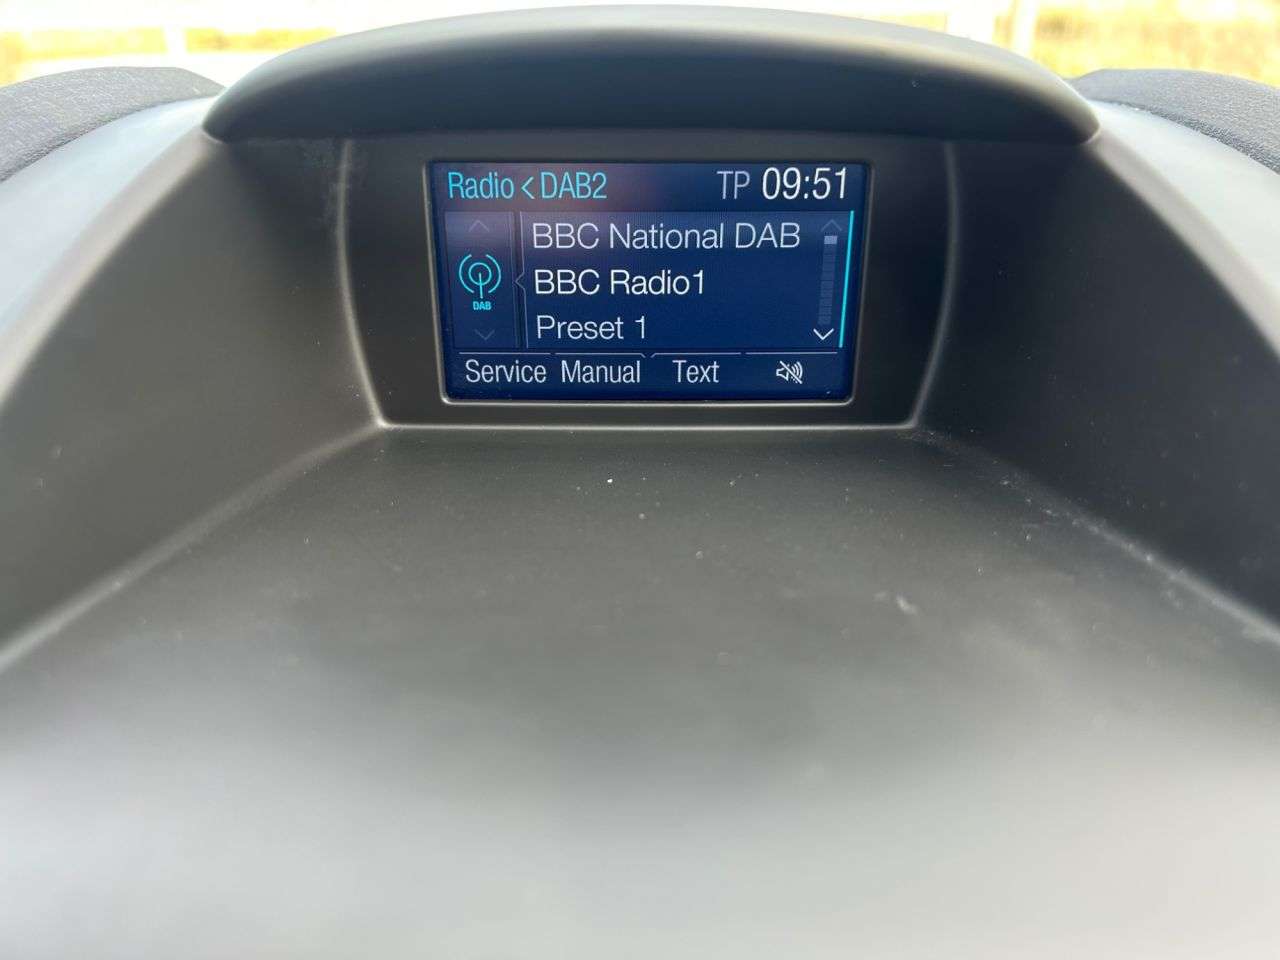 Radio < DAB2 TP 09:51
BBC National DAB
BBC Radio1
DAB
Preset 1
Service Manual Text